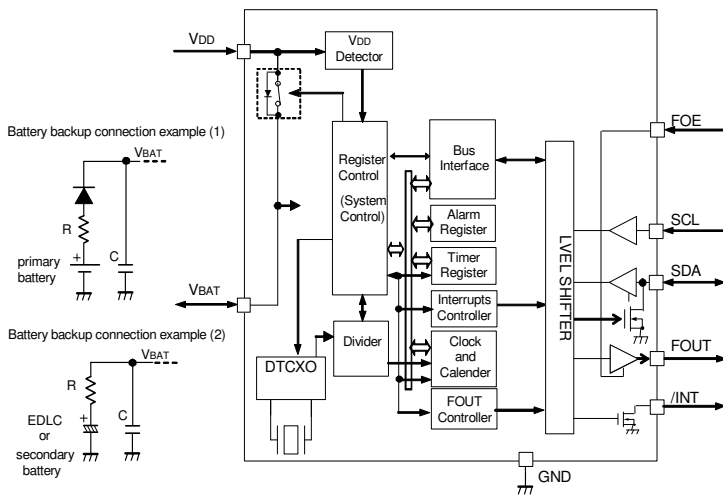 VDD
VDD
Detector
FOE
Battery backup connection example (1)
VBAT
R
+
C
primary
battery
Register
Control
(System
Control)
Bus
Interface
Alarm
Register
Timer
Register
Interrupts
Controller
Clock
and
Calender
FOUT
Controller
LVEL SHIFTER
SCL
SDA
FOUT
/INT
VBAT
Divider
DTCXO
Battery backup connection example (2)
VBAT
R
+
C
EDLC
or
secondary
battery
GND